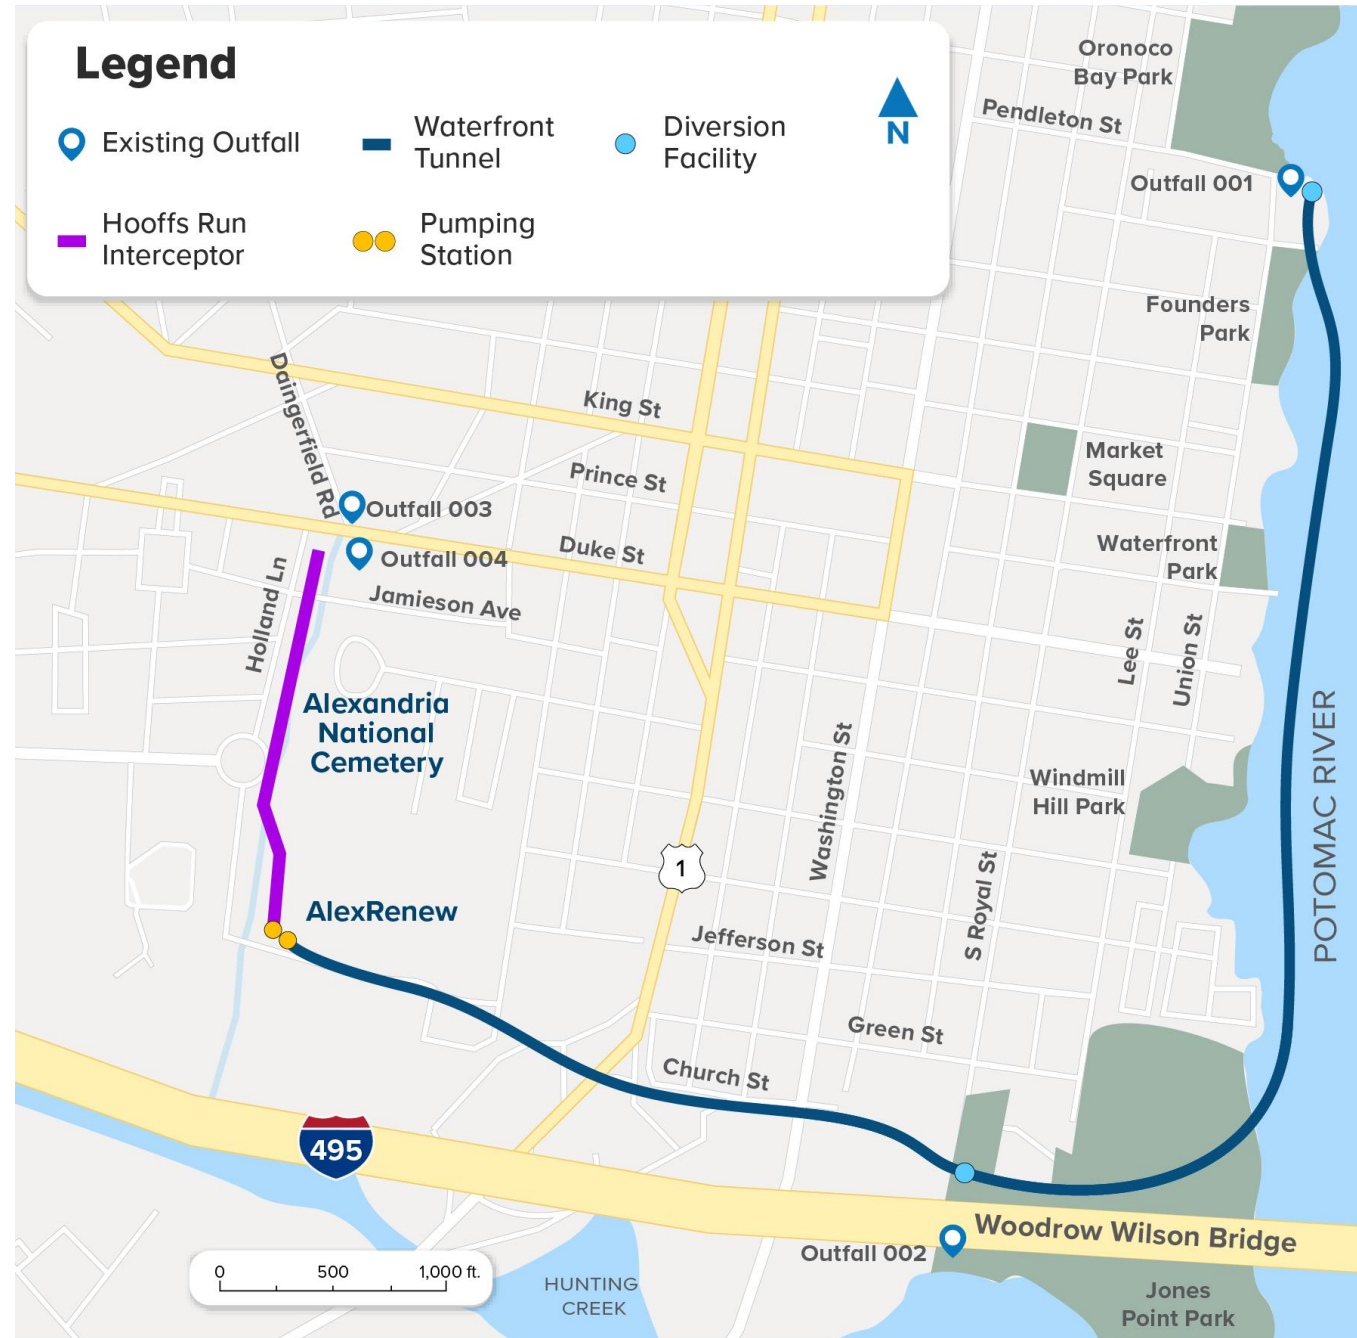 Legend
Existing Outfall
Waterfront
Tunnel
Diversion
Facility
N
Hooffs Run
Interceptor
Pumping
Station
Oronoco
Bay Park
Pendleton St
Outfall 001
Founders
Park
Daingerfield Rd
King St
Market
Square
Prince St
Outfall 003
Duke St
Outfall 004
Waterfront
Park
Holland Ln
Jamieson Ave
Lee St
Union St
Alexandria
National
Cemetery
POTOMAC RIVER
Washington St
Windmill
Hill Park
1
S Royal St
AlexRenew
Jefferson St
Green St
Church St
495
Woodrow Wilson Bridge
Outfall 002
0
500
1,000 ft.
HUNTING
CREEK
Jones
Point Park